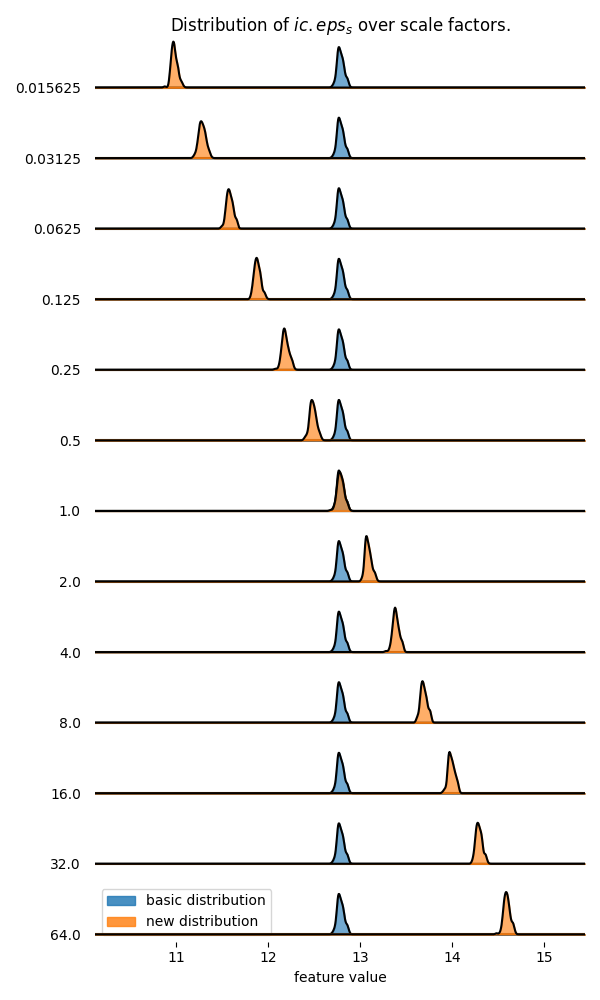 Distribution of ic.eps_s over scale factors.
0.015625
0.03125
0.0625
0.125
0.25
0.5
1.0
2.0
4.0
8.0
16.0
32.0
basic distribution
new distribution
64.0
11 12 13 14 15
feature value